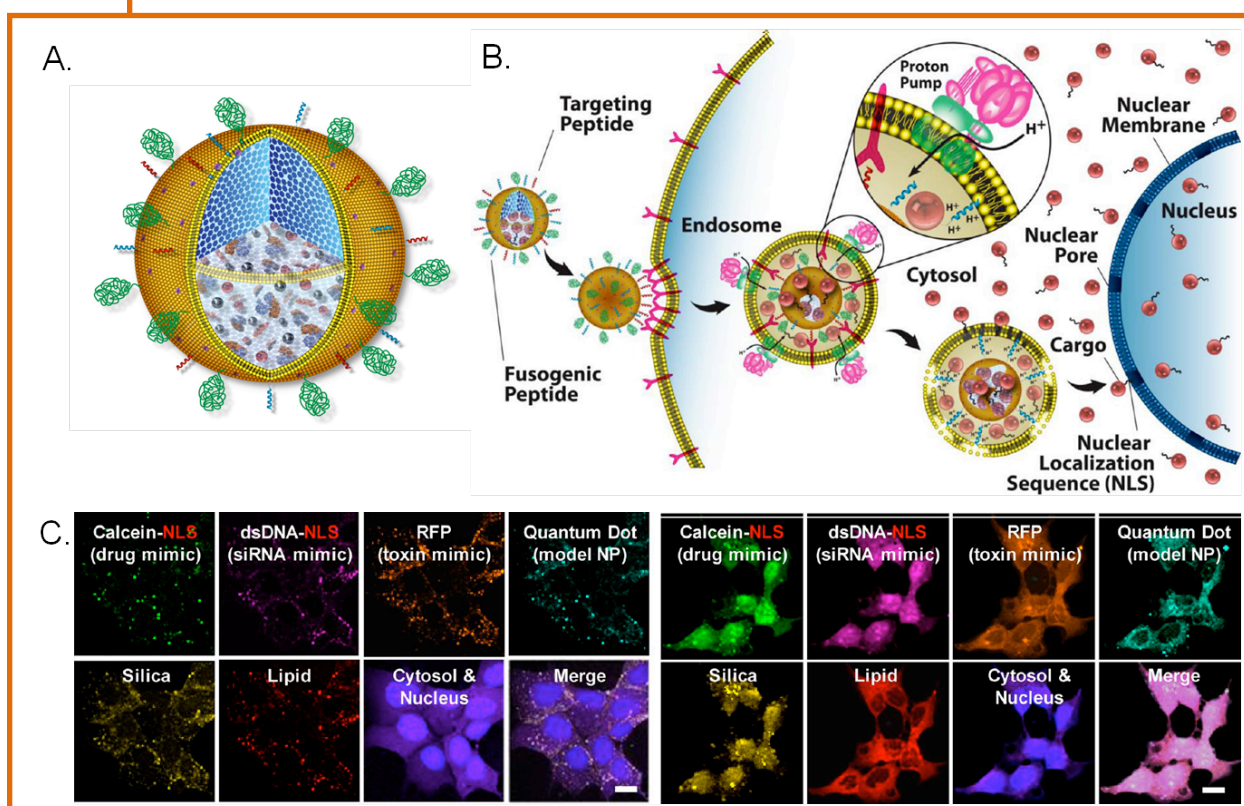 A.
B.
Targeting
Peptide
Fusogenic
Peptide
Endosome
Proton
Pump
H+
H+
H+
H+
H+
Cytosol
Nuclear
Membrane
Nucleus
Nuclear
Pore
Cargo
Nuclear
Localization
Sequence (NLS)
C.
Calcein-NLS
(drug mimic)
dsDNA-NLS
(siRNA mimic)
RFP
(toxin mimic)
Quantum Dot
(model NP)
Silica
Lipid
Cytosol &
Nucleus
Merge
Calcein-NLS
(drug mimic)
dsDNA-NLS
(siRNA mimic)
RFP
(toxin mimic)
Quantum Dot
(model NP)
Silica
Lipid
Cytosol &
Nucleus
Merge